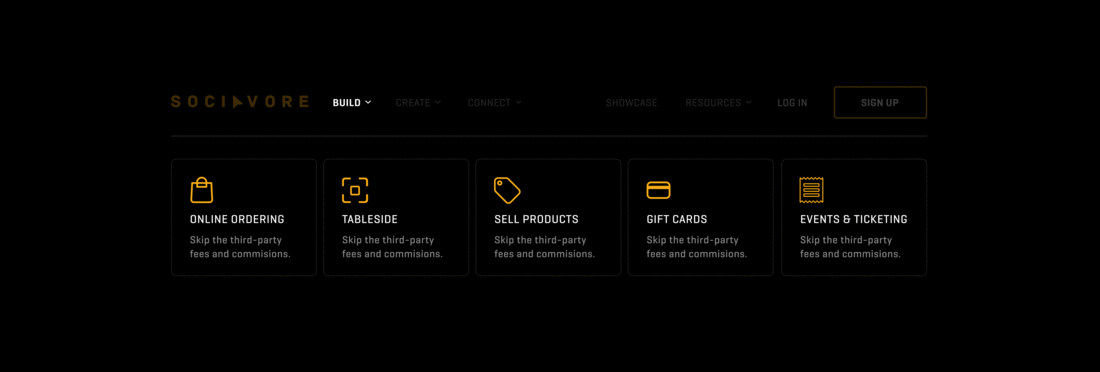 SOCIAVORE BUILD CREATE CONNECT SHOWCASE RESOURCES LOG IN SIGN UP
ONLINE ORDERING
Skip the third-party
fees and commisions.
TABLESIDE
Skip the third-party
fees and commisions.
SELL PRODUCTS
Skip the third-party
fees and commisions.
GIFT CARDS
Skip the third-party
fees and commisions.
EVENTS & TICKETING
Skip the third-party
fees and commisions.